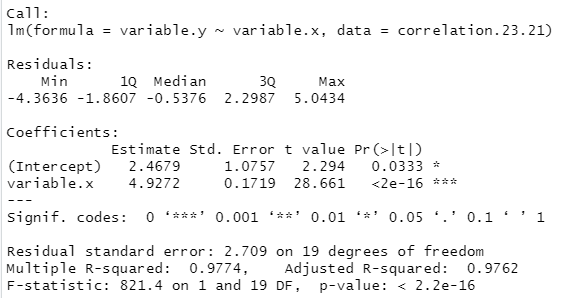 Call:
lm(formula = variable.y ~ variable.x, data = correlation.23.21)

Residuals:
    Min      1Q  Median      3Q     Max
-4.3636 -1.8607 -0.5376  2.2987  5.0434

Coefficients:
            Estimate Std. Error t value Pr(>|t|)
(Intercept)   2.4679     1.0757   2.294   0.0333 *
variable.x    4.9272     0.1719  28.661   <2e-16 ***
---
Signif. codes:  0 ‘***’ 0.001 ‘**’ 0.01 ‘*’ 0.05 ‘.’ 0.1 ‘ ’ 1

Residual standard error: 2.709 on 19 degrees of freedom
Multiple R-squared:  0.9774,    Adjusted R-squared:  0.9762
F-statistic: 821.4 on 1 and 19 DF,  p-value: < 2.2e-16